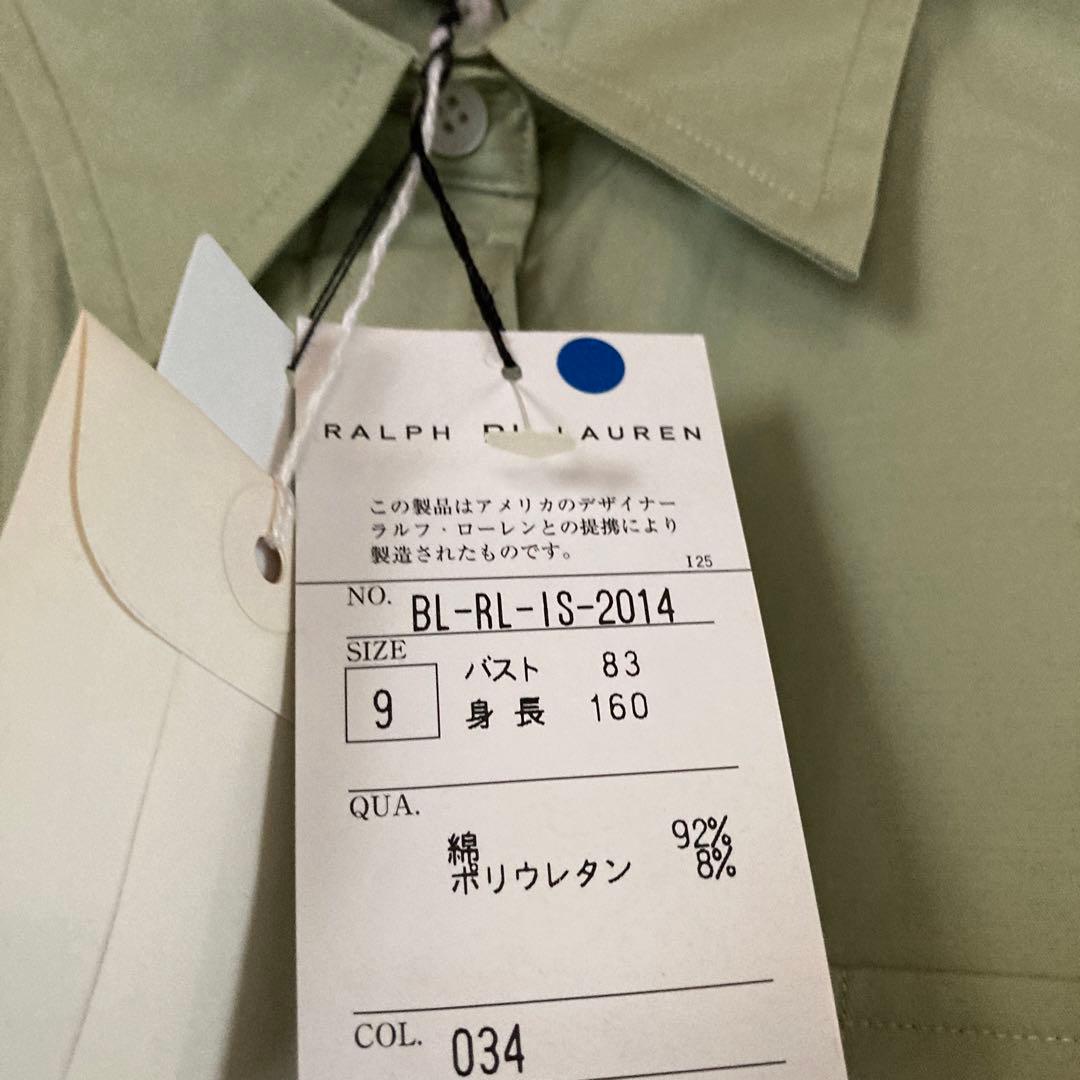 RALPH LAUREN
この製品はアメリカのデザイナー
ラルフ・ローレンとの提携により
製造されたものです。
I25
NO. BL-RL-IS-2014
SIZE
9
バスト 83
身長 160
QUA.
綿 92%
ポリウレタン 8%
COL. 034